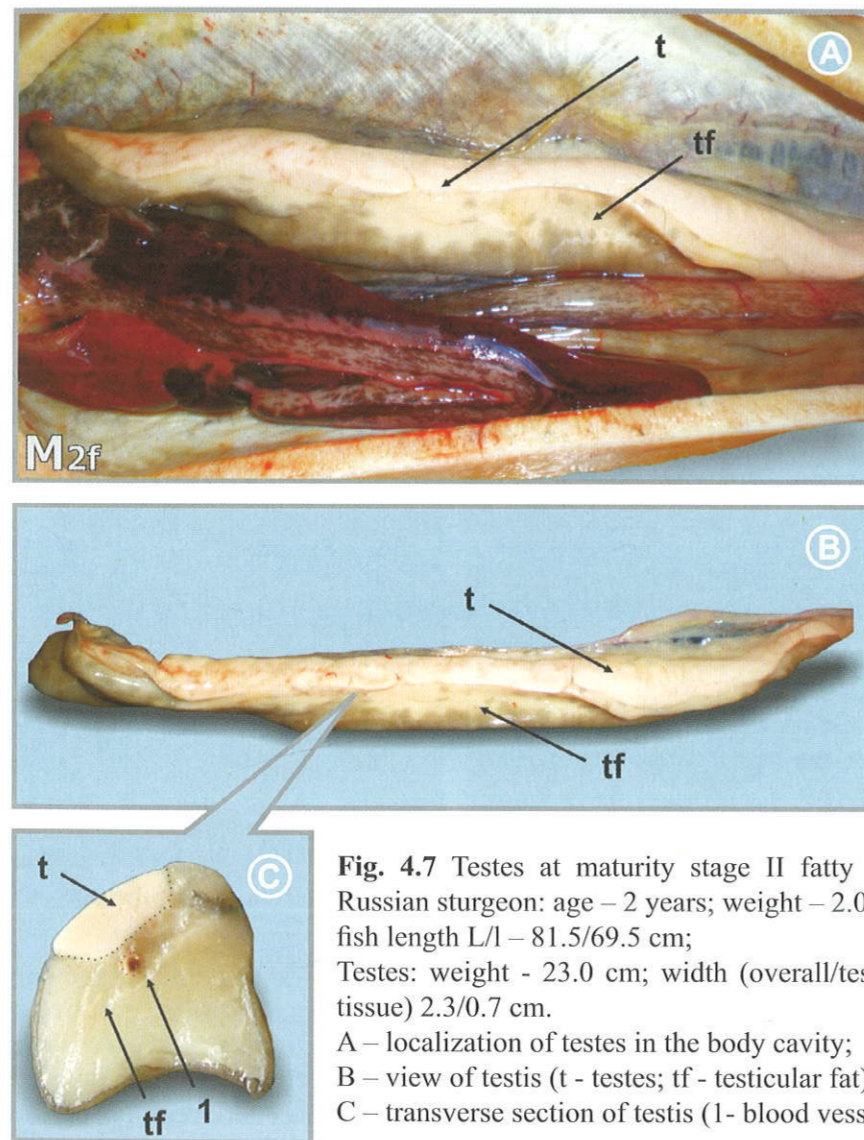 t
A
tf
M2f
B
t
tf
C
t
tf 1
Fig. 4.7 Testes at maturity stage II fatty
Russian sturgeon: age – 2 years; weight – 2.0
fish length L/l – 81.5/69.5 cm;
Testes: weight - 23.0 cm; width (overall/tes
tissue) 2.3/0.7 cm.
A – localization of testes in the body cavity;
B – view of testis (t - testes; tf - testicular fat)
C – transverse section of testis (1- blood vess